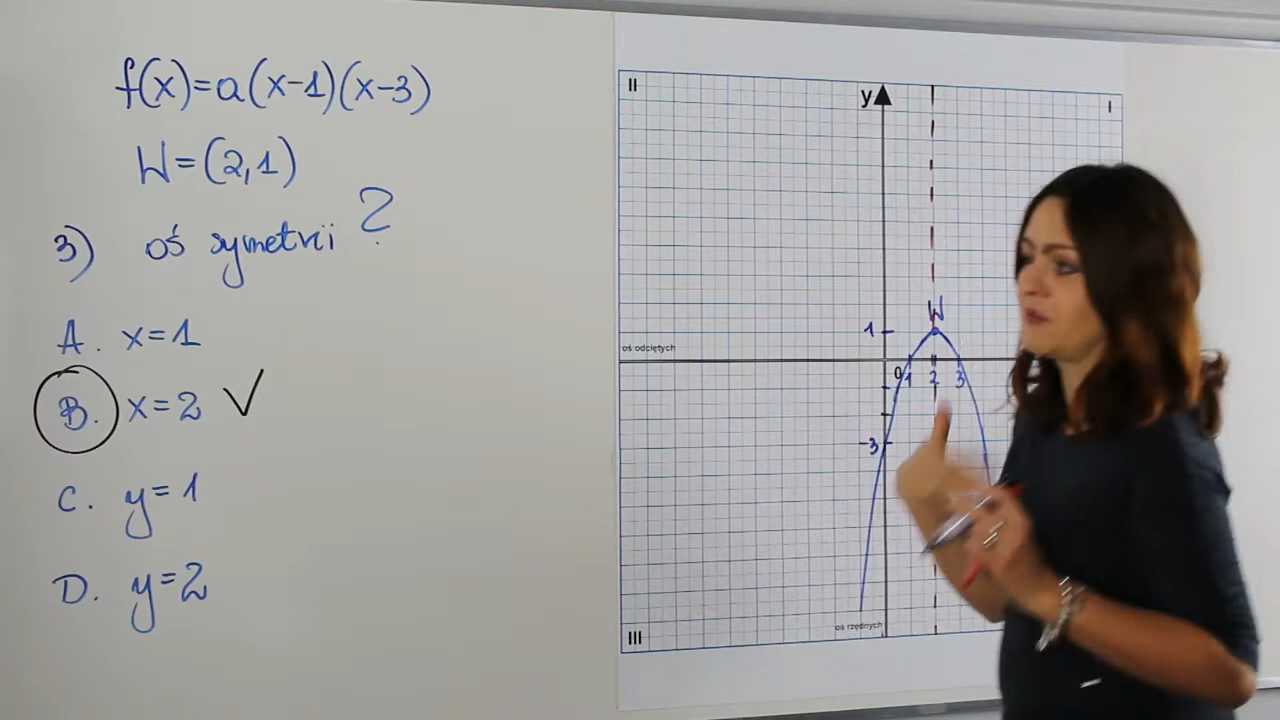 f(x)=a(x-1)(x-3)
W=(2,1)
3) oś symetrii ?
A. x=1
B. x=2 ✓
C. y=1
D. y=2
II
y
I
W
1
oś odciętych
0 1 2 3
-3
oś rzędnych
III